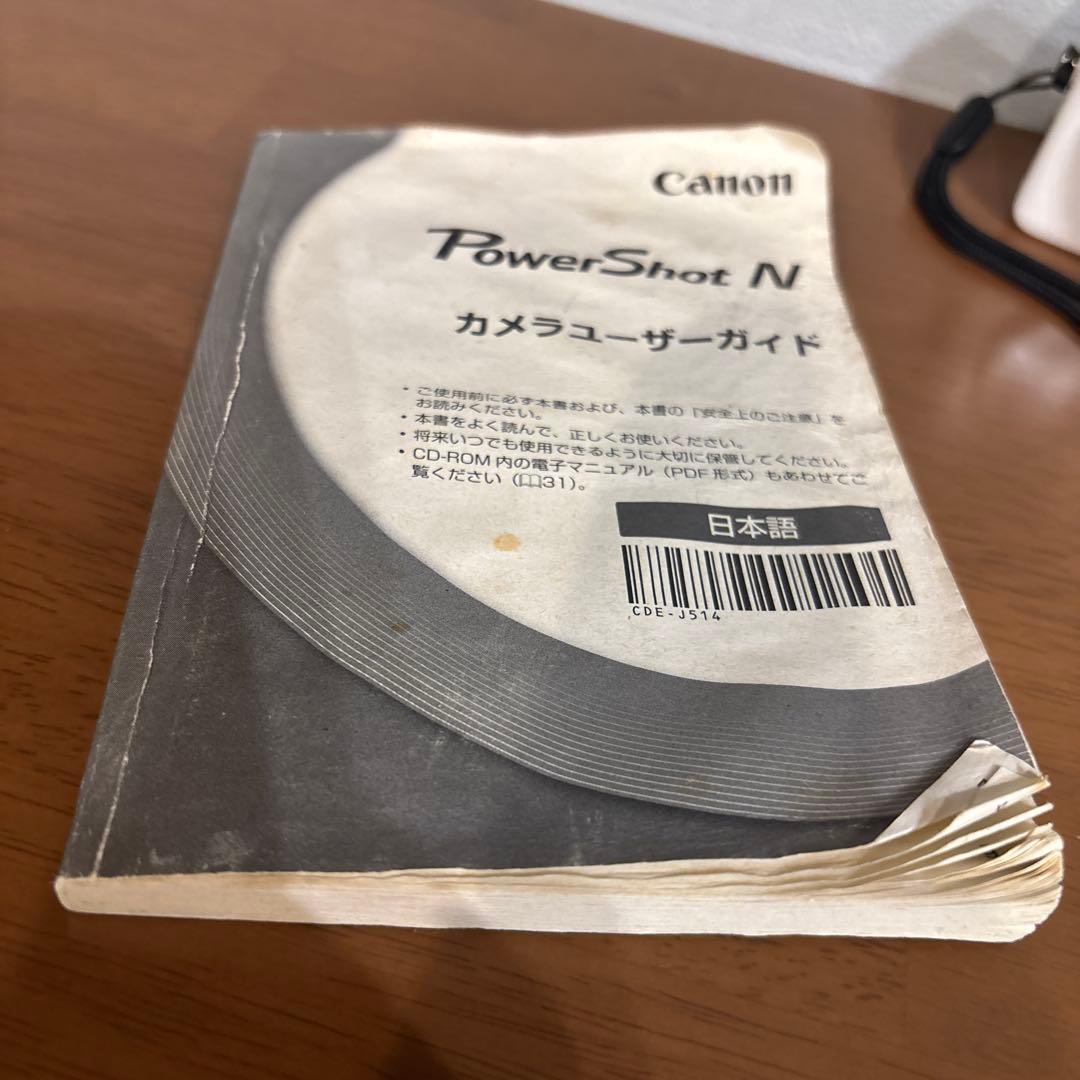 Canon
PowerShot N
カメラユーザーガイド
• ご使用前に必ず本書および、本書の「安全上のご注意」を
お読みください。
• 本書をよく読んで、正しくお使いください。
• 将来いつでも使用できるように大切に保管してください。
• CD-ROM 内の電子マニュアル（PDF 形式）もあわせてご
覧ください（📖31）。
日本語
CDE-J514